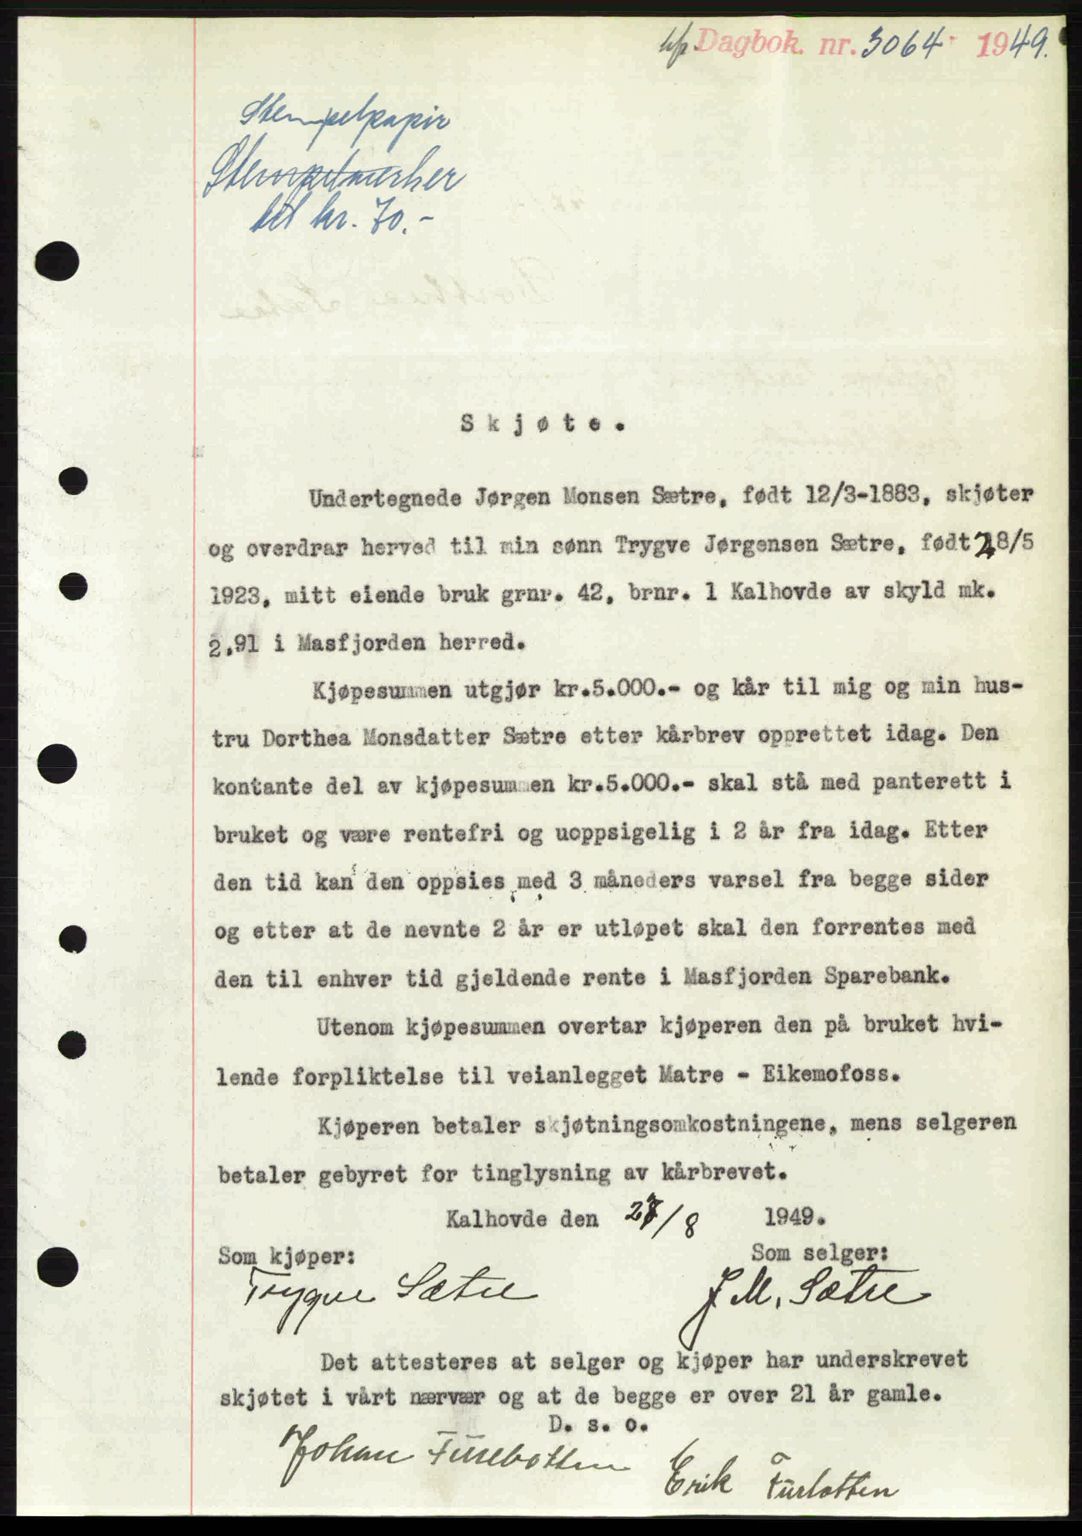 Dagbok. nr. 3064 1949.
Stempelpapir
Stempelmerker
bet kr. 70.-
Skjøte.
Undertegnede Jørgen Monsen Sætre, født 12/3-1883, skjøter
og overdrar herved til min sønn Trygve Jørgensen Sætre, født 28/5
1923, mitt eiende bruk grnr. 42, brnr. 1 Kalhovde av skyld mk.
2,91 i Masfjorden herred.
Kjøpesummen utgjør kr.5.000.- og kår til mig og min hus-
tru Dorthea Monsdatter Sætre etter kårbrev opprettet idag. Den
kontante del av kjøpesummen kr.5.000.- skal stå med panterett i
bruket og være rentefri og uoppsigelig i 2 år fra idag. Etter
den tid kan den oppsies med 3 måneders varsel fra begge sider
og etter at de nevnte 2 år er utløpet skal den forrentes med
den til enhver tid gjeldende rente i Masfjorden Sparebank.
Utenom kjøpesummen overtar kjøperen den på bruket hvi-
lende forpliktelse til veianlegget Matre - Eikemofoss.
Kjøperen betaler skjøtningsomkostningene, mens selgeren
betaler gebyret for tinglysning av kårbrevet.
Kalhovde den 27/8 1949.
Som kjøper: Som selger:
Trygve Sætre J.M. Sætre
Det attesteres at selger og kjøper har underskrevet
skjøtet i vårt nærvær og at de begge er over 21 år gamle.
D. s. o.
Johan Furebotten
Erik Furbotten